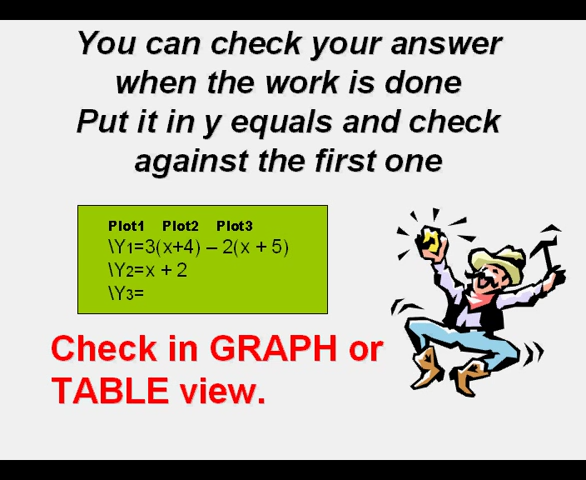 You can check your answer
when the work is done
Put it in y equals and check
against the first one
Plot1 Plot2 Plot3
\Y1=3(x+4) – 2(x + 5)
\Y2=x + 2
\Y3=
Check in GRAPH or
TABLE view.